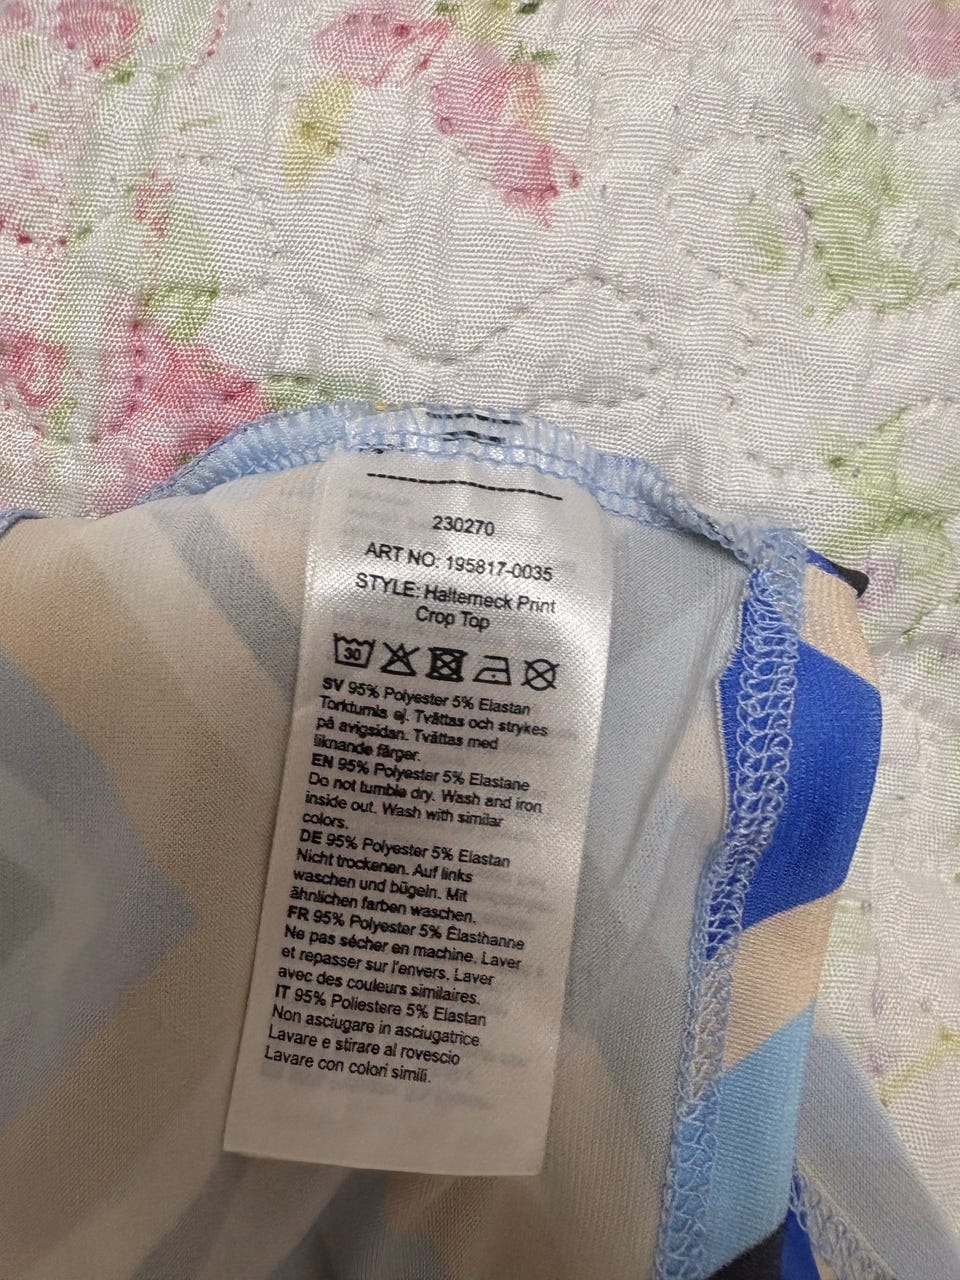 230270
ART NO: 195817-0035
STYLE: Halterneck Print
Crop Top
30
SV 95% Polyester 5% Elastan
Torktumla ej. Tvättas och strykes
på avigsidan. Tvättas med
liknande färger.
EN 95% Polyester 5% Elastane
Do not tumble dry. Wash and iron
inside out. Wash with similar
colors.
DE 95% Polyester 5% Elastan
Nicht trockenen. Auf links
waschen und bügeln. Mit
ähnlichen farben waschen.
FR 95% Polyester 5% Élasthanne
Ne pas sécher en machine. Laver
et repasser sur l'envers. Laver
avec des couleurs similaires.
IT 95% Poliestere 5% Elastan
Non asciugare in asciugatrice
Lavare e stirare al rovescio
Lavare con colori simili.